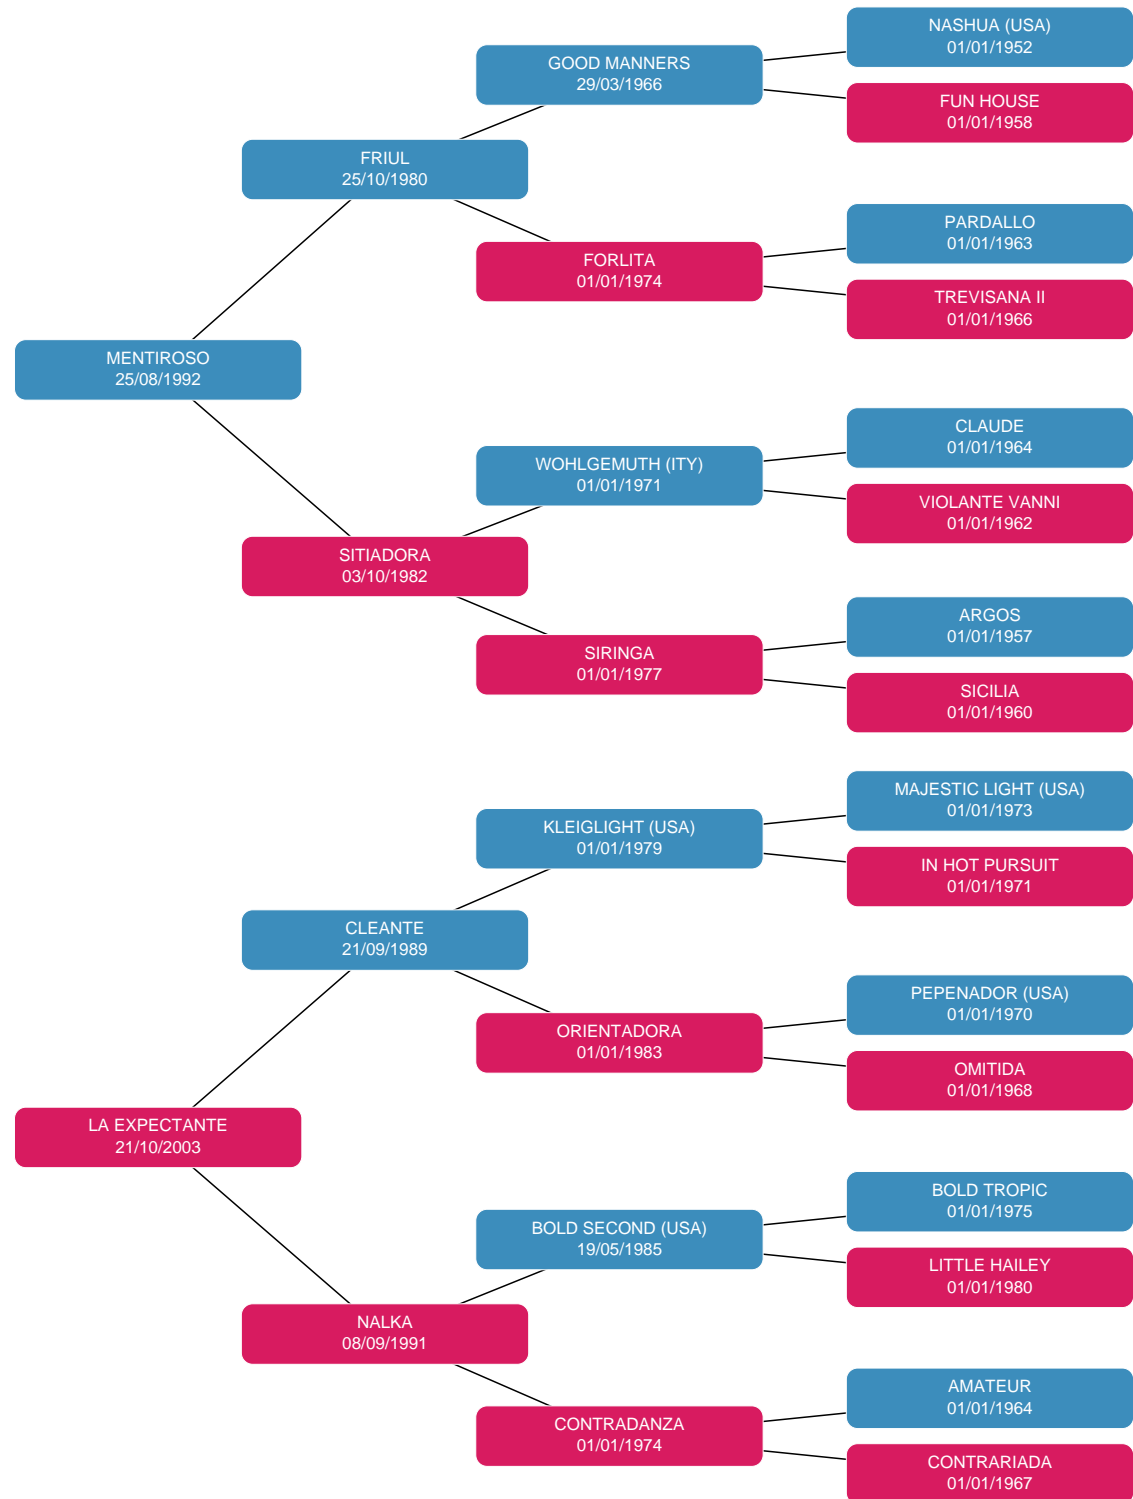 NASHUA (USA)
01/01/1952
GOOD MANNERS
29/03/1966
FUN HOUSE
01/01/1958
FRIUL
25/10/1980
PARDALLO
01/01/1963
FORLITA
01/01/1974
TREVISANA II
01/01/1966
MENTIROSO
25/08/1992
CLAUDE
01/01/1964
WOHLGEMUTH (ITY)
01/01/1971
VIOLANTE VANNI
01/01/1962
SITIADORA
03/10/1982
ARGOS
01/01/1957
SIRINGA
01/01/1977
SICILIA
01/01/1960
MAJESTIC LIGHT (USA)
01/01/1973
KLEIGLIGHT (USA)
01/01/1979
IN HOT PURSUIT
01/01/1971
CLEANTE
21/09/1989
PEPENADOR (USA)
01/01/1970
ORIENTADORA
01/01/1983
OMITIDA
01/01/1968
LA EXPECTANTE
21/10/2003
BOLD TROPIC
01/01/1975
BOLD SECOND (USA)
19/05/1985
LITTLE HAILEY
01/01/1980
NALKA
08/09/1991
AMATEUR
01/01/1964
CONTRADANZA
01/01/1974
CONTRARIADA
01/01/1967